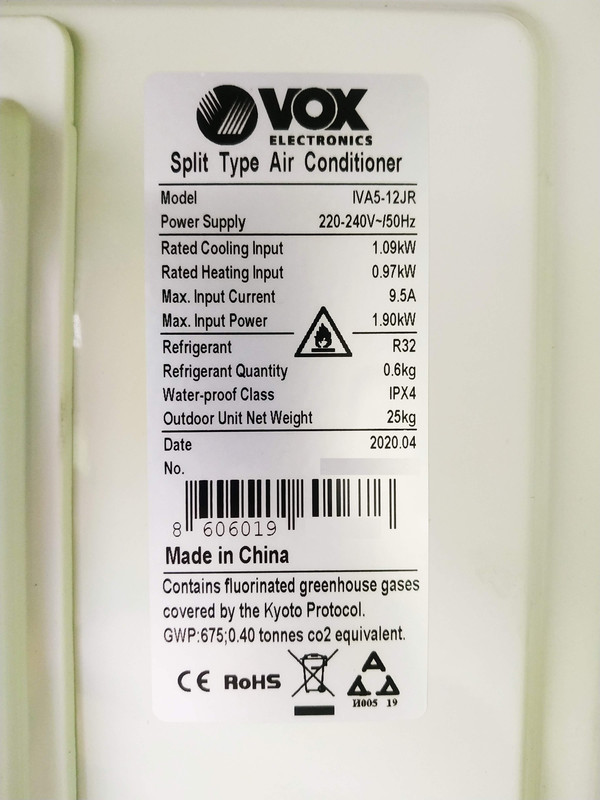 VOX
ELECTRONICS
Split Type Air Conditioner
Model IVA5-12JR
Power Supply 220-240V~/50Hz
Rated Cooling Input 1.09kW
Rated Heating Input 0.97kW
Max. Input Current 9.5A
Max. Input Power 1.90kW
Refrigerant R32
Refrigerant Quantity 0.6kg
Water-proof Class IPX4
Outdoor Unit Net Weight 25kg
Date 2020.04
No.
8 606019
Made in China
Contains fluorinated greenhouse gases
covered by the Kyoto Protocol.
GWP:675;0.40 tonnes co2 equivalent.
CE RoHS
И005 19